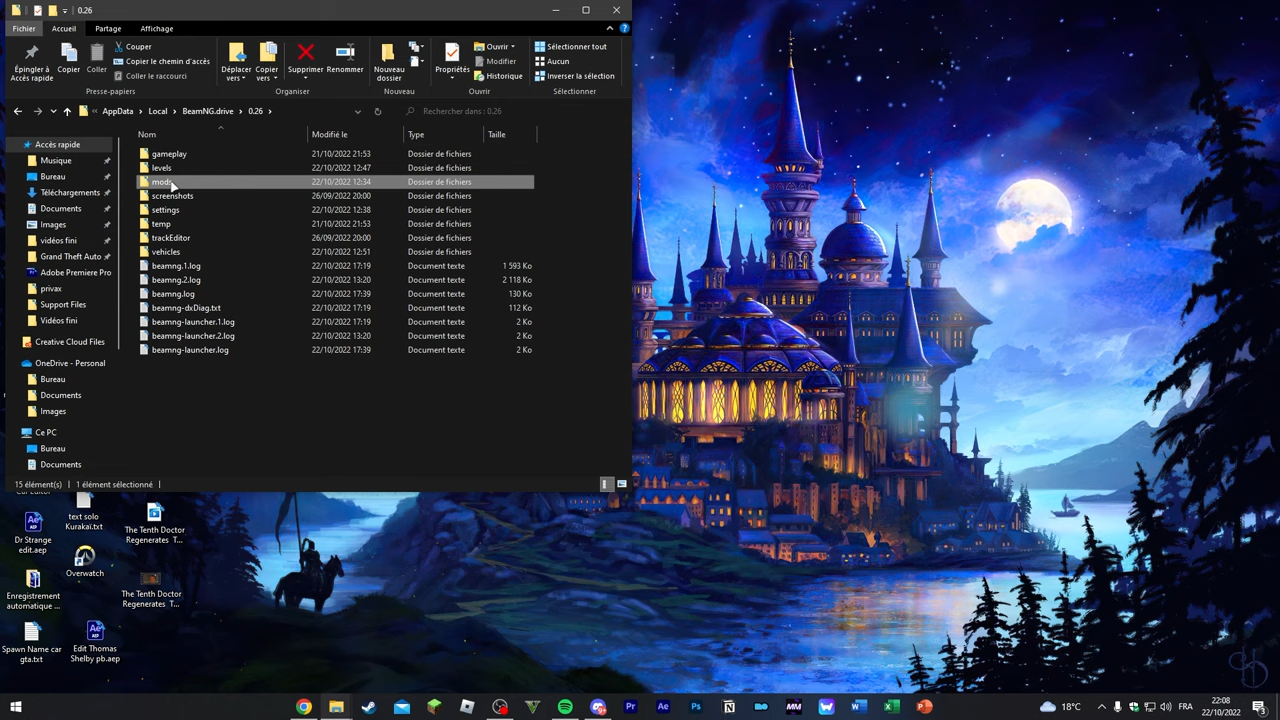 0.26
Fichier
Accueil
Partage
Affichage
Épingler à
Accès rapide
Copier
Coller
Couper
Copier le chemin d'accès
Coller le raccourci
Déplacer
vers
Copier
vers
Supprimer
Renommer
Nouveau
dossier
Propriétés
Ouvrir
Modifier
Historique
Sélectionner tout
Aucun
Inverser la sélection
Presse-papiers
Organiser
Nouveau
Ouvrir
Sélectionner
« AppData > Local > BeamNG.drive > 0.26 >
Rechercher dans : 0.26
Nom Modifié le Type Taille
gameplay 21/10/2022 21:53 Dossier de fichiers
levels 22/10/2022 12:47 Dossier de fichiers
mods 22/10/2022 12:34 Dossier de fichiers
screenshots 26/09/2022 20:00 Dossier de fichiers
settings 22/10/2022 12:38 Dossier de fichiers
temp 21/10/2022 21:53 Dossier de fichiers
trackEditor 26/09/2022 20:00 Dossier de fichiers
vehicles 22/10/2022 12:51 Dossier de fichiers
beamng.1.log 22/10/2022 17:19 Document texte 1 593 Ko
beamng.2.log 22/10/2022 13:20 Document texte 2 118 Ko
beamng.log 22/10/2022 17:39 Document texte 130 Ko
beamng-dxDiag.txt 22/10/2022 17:19 Document texte 112 Ko
beamng-launcher.1.log 22/10/2022 17:19 Document texte 2 Ko
beamng-launcher.2.log 22/10/2022 13:20 Document texte 2 Ko
beamng-launcher.log 22/10/2022 17:39 Document texte 2 Ko
Accès rapide
Musique
Bureau
Téléchargements
Documents
Images
vidéos fini
Grand Theft Auto
Adobe Premiere Pro
privax
Support Files
Vidéos fini
Creative Cloud Files
OneDrive - Personal
Bureau
Documents
Images
Ce PC
Bureau
Documents
15 élément(s)
1 élément sélectionné
text solo
Kurakaï.txt
The Tenth Doctor
Regenerates T...
Dr Strange
edit.aep
Overwatch
The Tenth Doctor
Regenerates T...
Enregistrement
automatique ...
Spawn Name car
gta.txt
Edit Thomas
Shelby pb.aep
18°C
FRA
22:08
22/10/2022